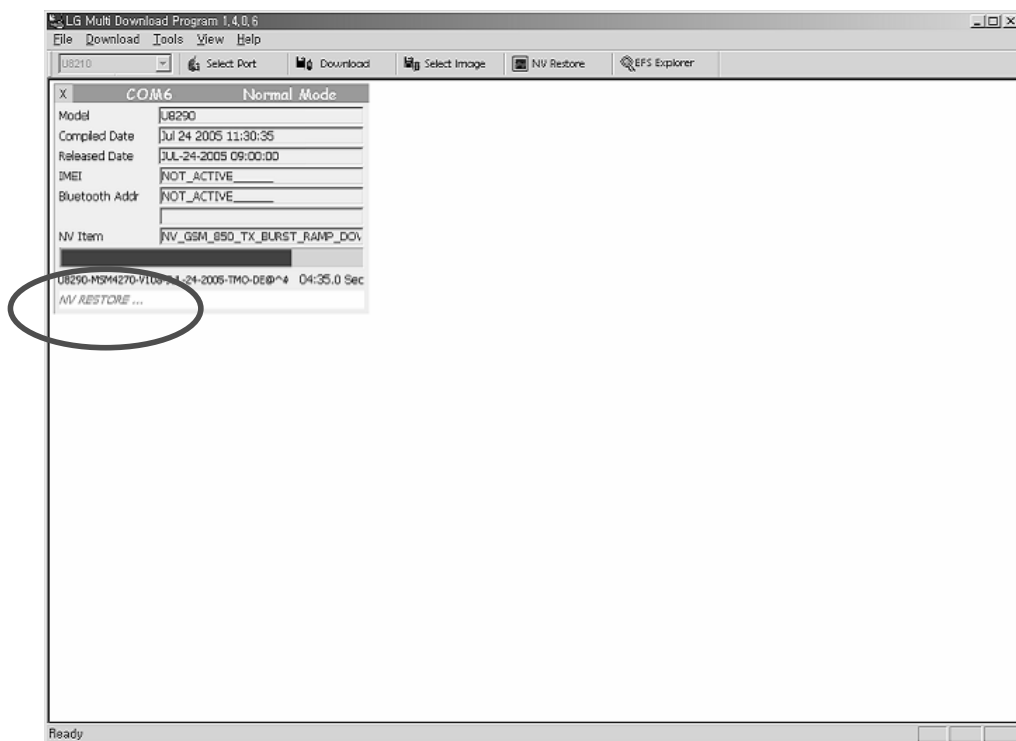 LG Multi Download Program 1,4,0,6
File Download Tools View Help
U8210 Select Port Download Select Image NV Restore EFS Explorer
X COM6 Normal Mode
Model U8290
Compiled Date Jul 24 2005 11:30:35
Released Date JUL-24-2005 09:00:00
IMEI NOT_ACTIVE______
Bluetooth Addr NOT_ACTIVE______
NV Item NV_GSM_850_TX_BURST_RAMP_DOV
04:35.0 Sec
NV RESTORE ...
Ready